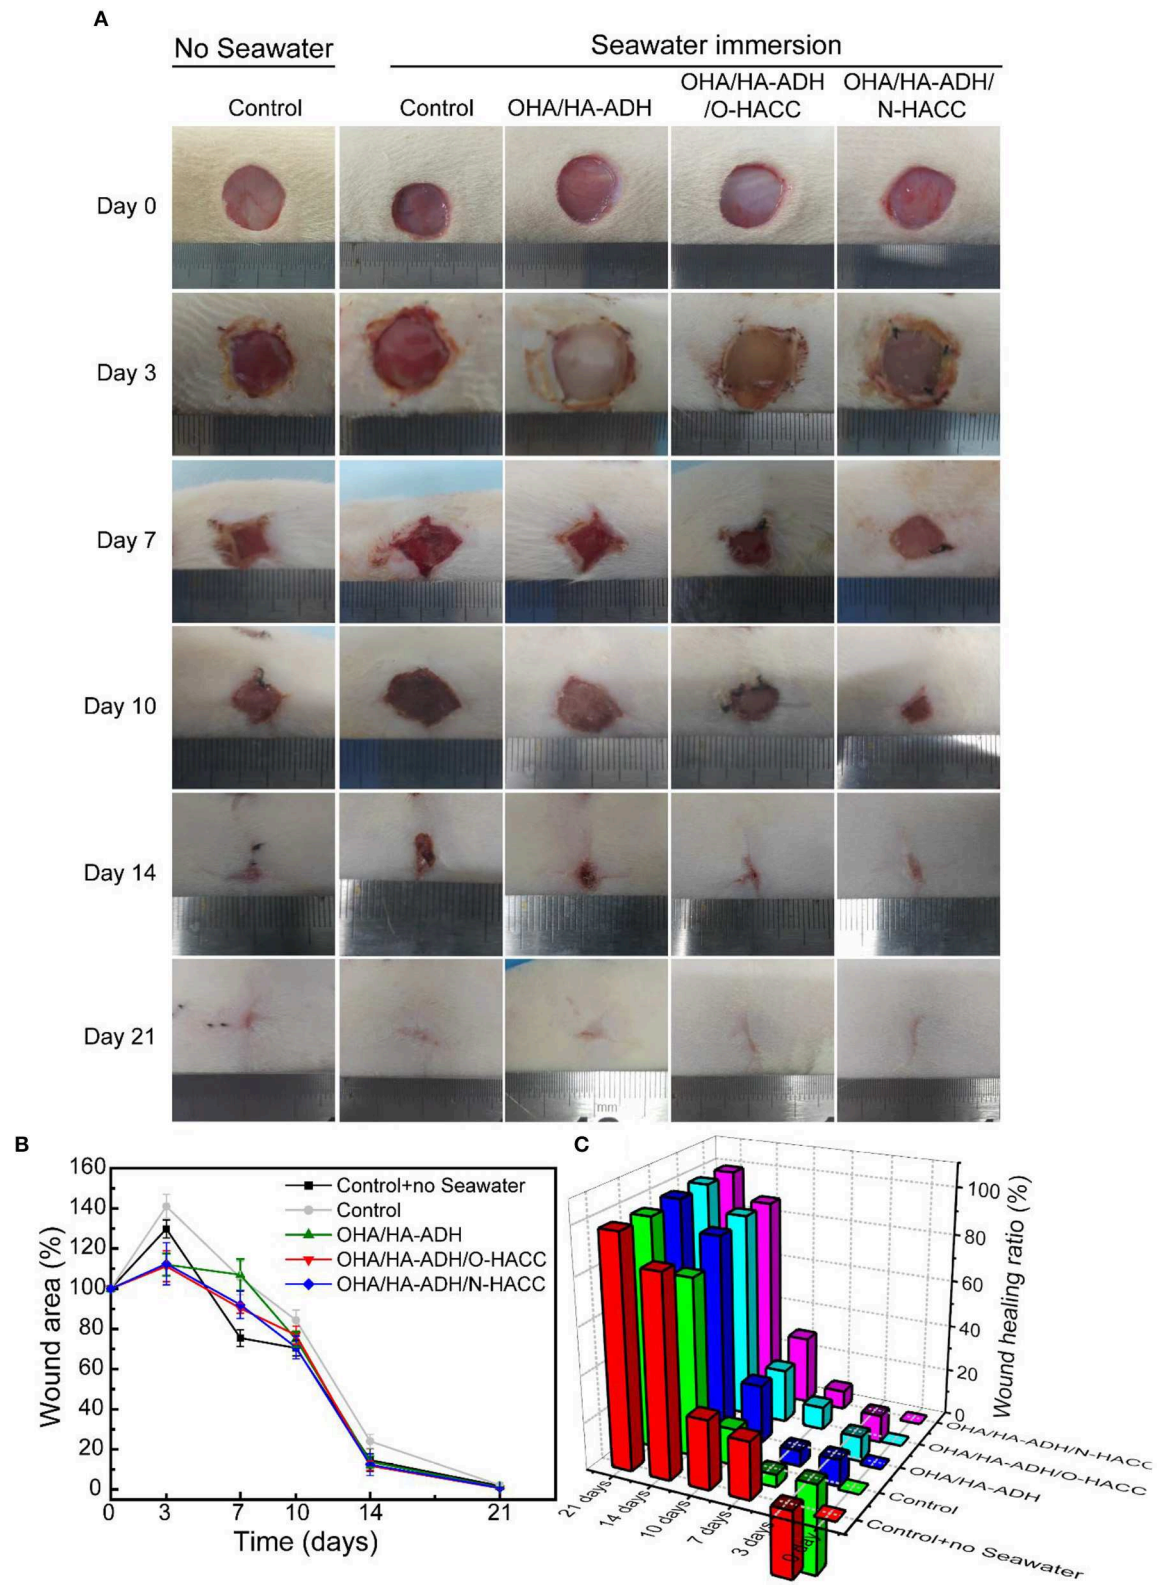 A
No Seawater
Seawater immersion
Control
Control
OHA/HA-ADH
OHA/HA-ADH
/O-HACC
OHA/HA-ADH/
N-HACC
Day 0
Day 3
Day 7
Day 10
Day 14
Day 21
mm
B
160
140
120
100
80
60
40
20
0
Wound area (%)
0
3
7
10
14
21
Time (days)
Control+no Seawater
Control
OHA/HA-ADH
OHA/HA-ADH/O-HACC
OHA/HA-ADH/N-HACC
C
100
80
60
40
20
0
Wound healing ratio (%)
OHA/HA-ADH/N-HACC
OHA/HA-ADH/O-HACC
OHA/HA-ADH
Control
Control+no Seawater
21 days
14 days
10 days
7 days
3 days
0 day